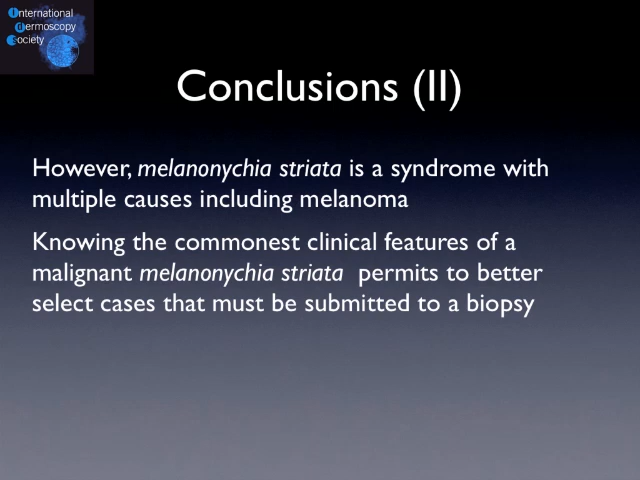 International
Dermoscopy
Society
Conclusions (II)
However, melanonychia striata is a syndrome with
multiple causes including melanoma
Knowing the commonest clinical features of a
malignant melanonychia striata permits to better
select cases that must be submitted to a biopsy